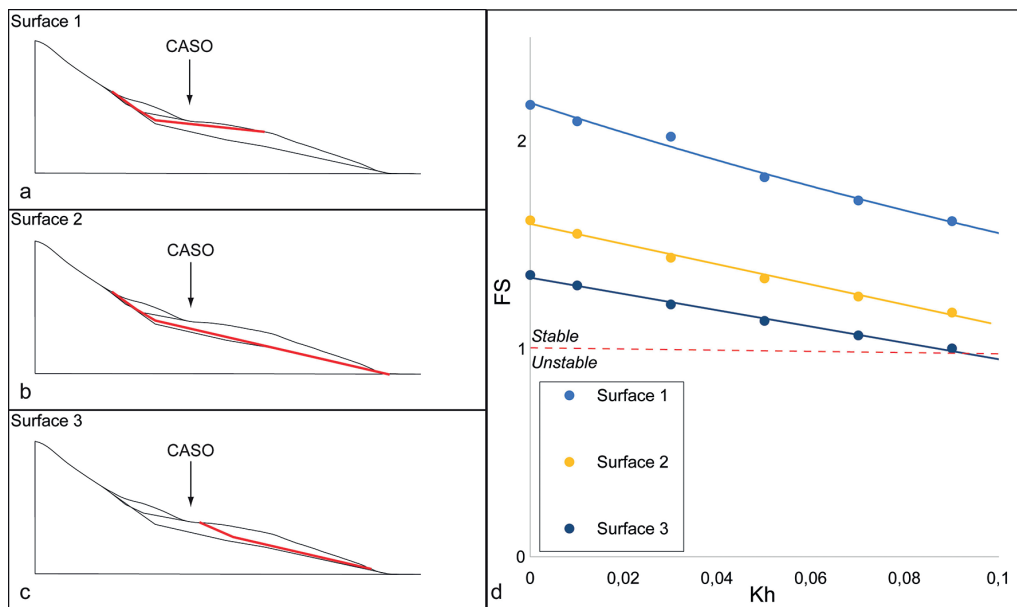 Surface 1
CASO
a
Surface 2
CASO
b
Surface 3
CASO
c
FS
2
1
0
Stable
Unstable
Surface 1
Surface 2
Surface 3
0 0,02 0,04 0,06 0,08 0,1
d Kh